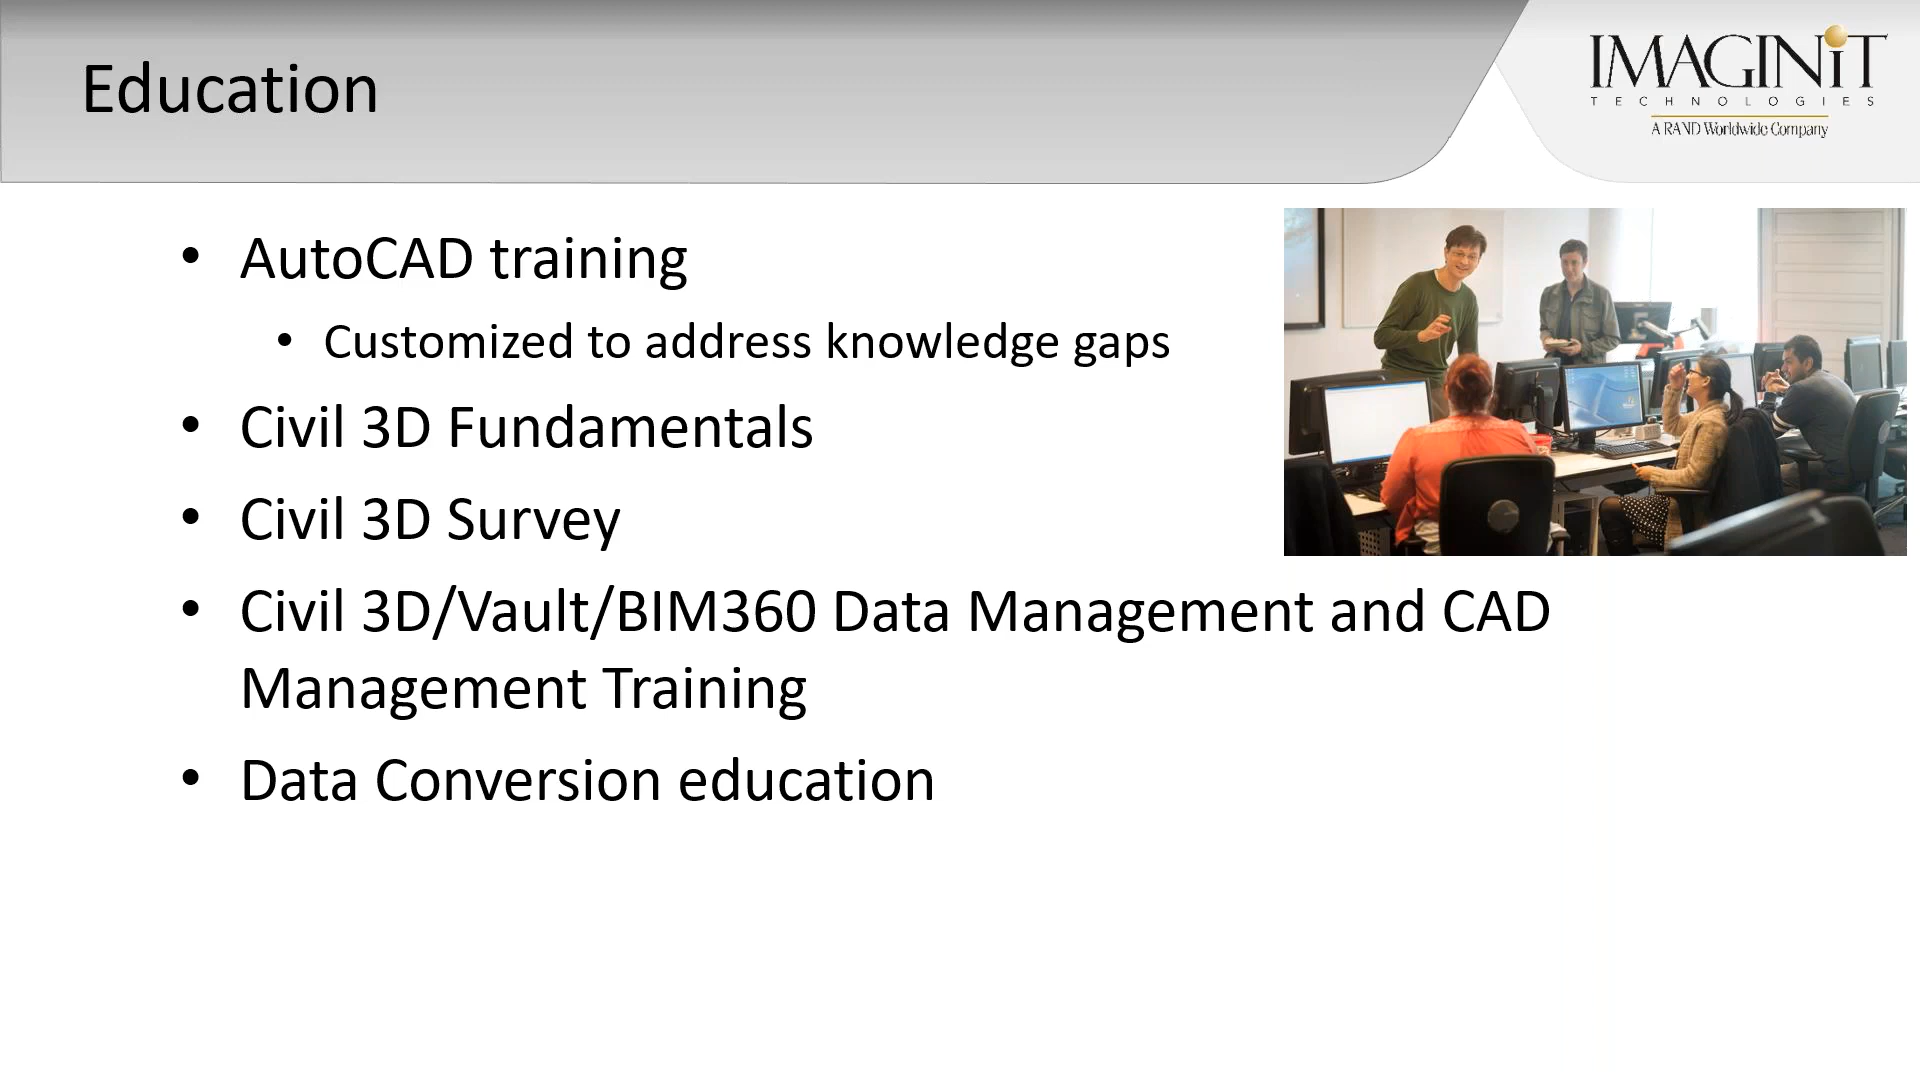 Education
IMAGINiT
TECHNOLOGIES
A RAND Worldwide Company
• AutoCAD training
• Customized to address knowledge gaps
• Civil 3D Fundamentals
• Civil 3D Survey
• Civil 3D/Vault/BIM360 Data Management and CAD
Management Training
• Data Conversion education